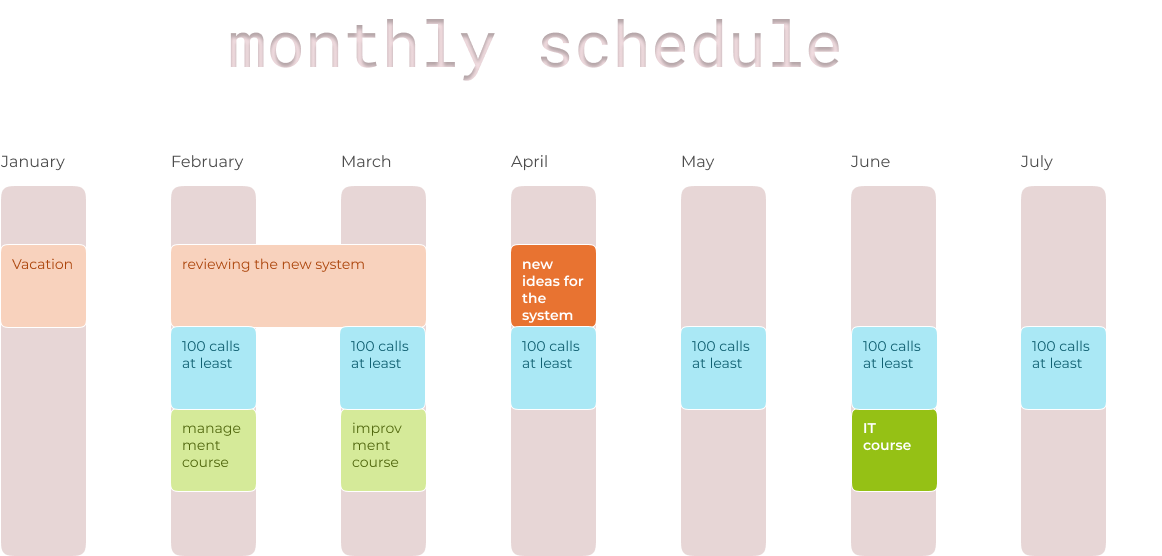 monthly schedule
January February March April May June July
Vacation
reviewing the new system
new
ideas for
the
system
100 calls
at least
100 calls
at least
100 calls
at least
100 calls
at least
100 calls
at least
100 calls
at least
manage
ment
course
improv
ment
course
IT
course